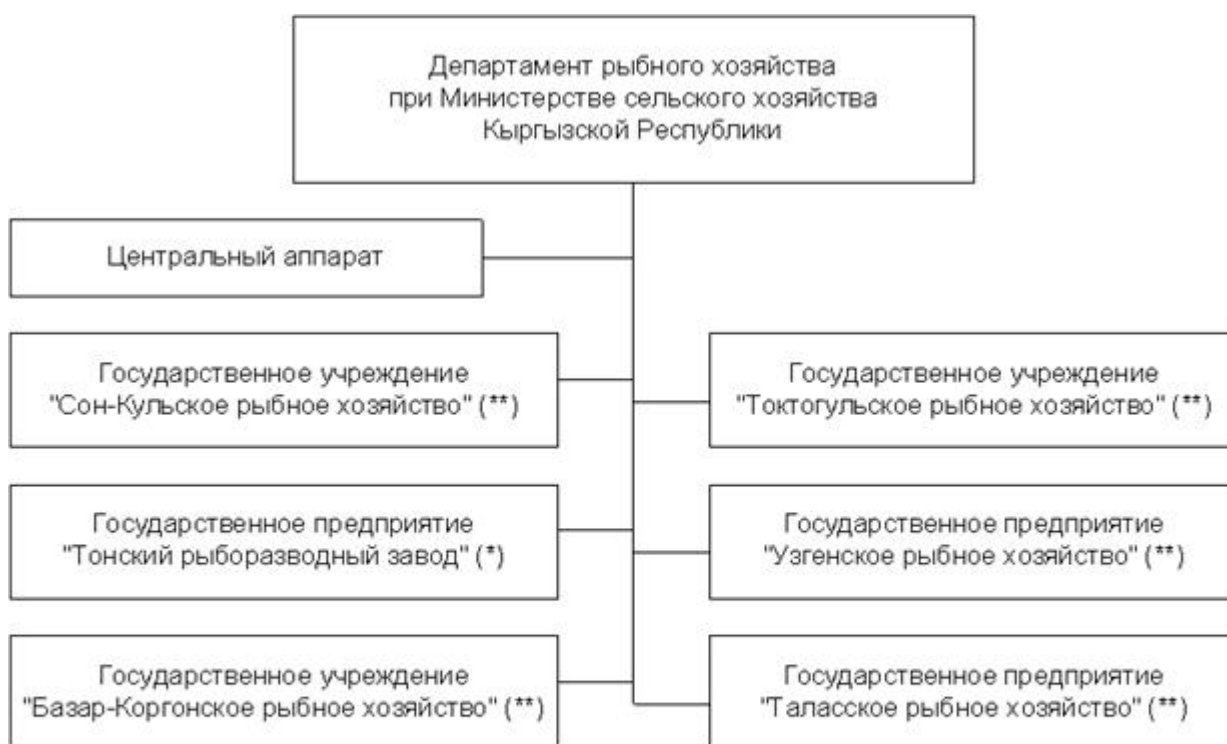 Департамент рыбного хозяйства
при Министерстве сельского хозяйства
Кыргызской Республики
Центральный аппарат
Государственное учреждение
"Сон-Кульское рыбное хозяйство" (**)
Государственное учреждение
"Токтогульское рыбное хозяйство" (**)
Государственное предприятие
"Тонский рыборазводный завод" (*)
Государственное предприятие
"Узгенское рыбное хозяйство" (**)
Государственное учреждение
"Базар-Коргонское рыбное хозяйство" (**)
Государственное предприятие
"Таласское рыбное хозяйство" (**)